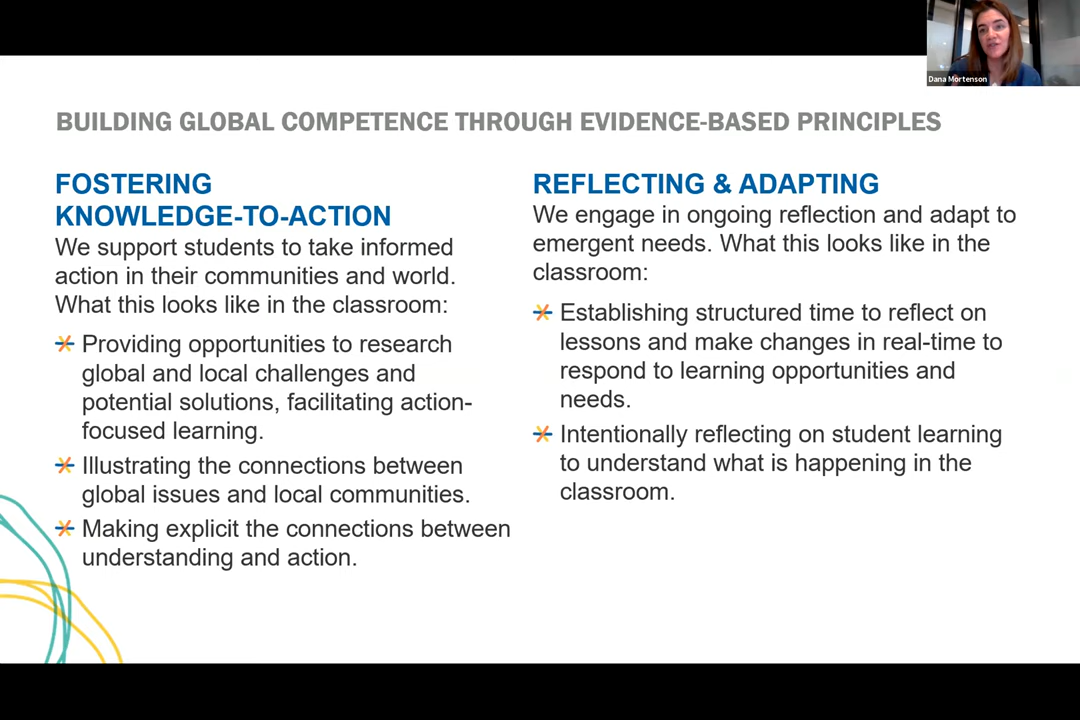 Dana Mortenson
BUILDING GLOBAL COMPETENCE THROUGH EVIDENCE-BASED PRINCIPLES
FOSTERING
KNOWLEDGE-TO-ACTION
We support students to take informed
action in their communities and world.
What this looks like in the classroom:
Providing opportunities to research
global and local challenges and
potential solutions, facilitating action-
focused learning.
Illustrating the connections between
global issues and local communities.
Making explicit the connections between
understanding and action.
REFLECTING & ADAPTING
We engage in ongoing reflection and adapt to
emergent needs. What this looks like in the
classroom:
Establishing structured time to reflect on
lessons and make changes in real-time to
respond to learning opportunities and
needs.
Intentionally reflecting on student learning
to understand what is happening in the
classroom.